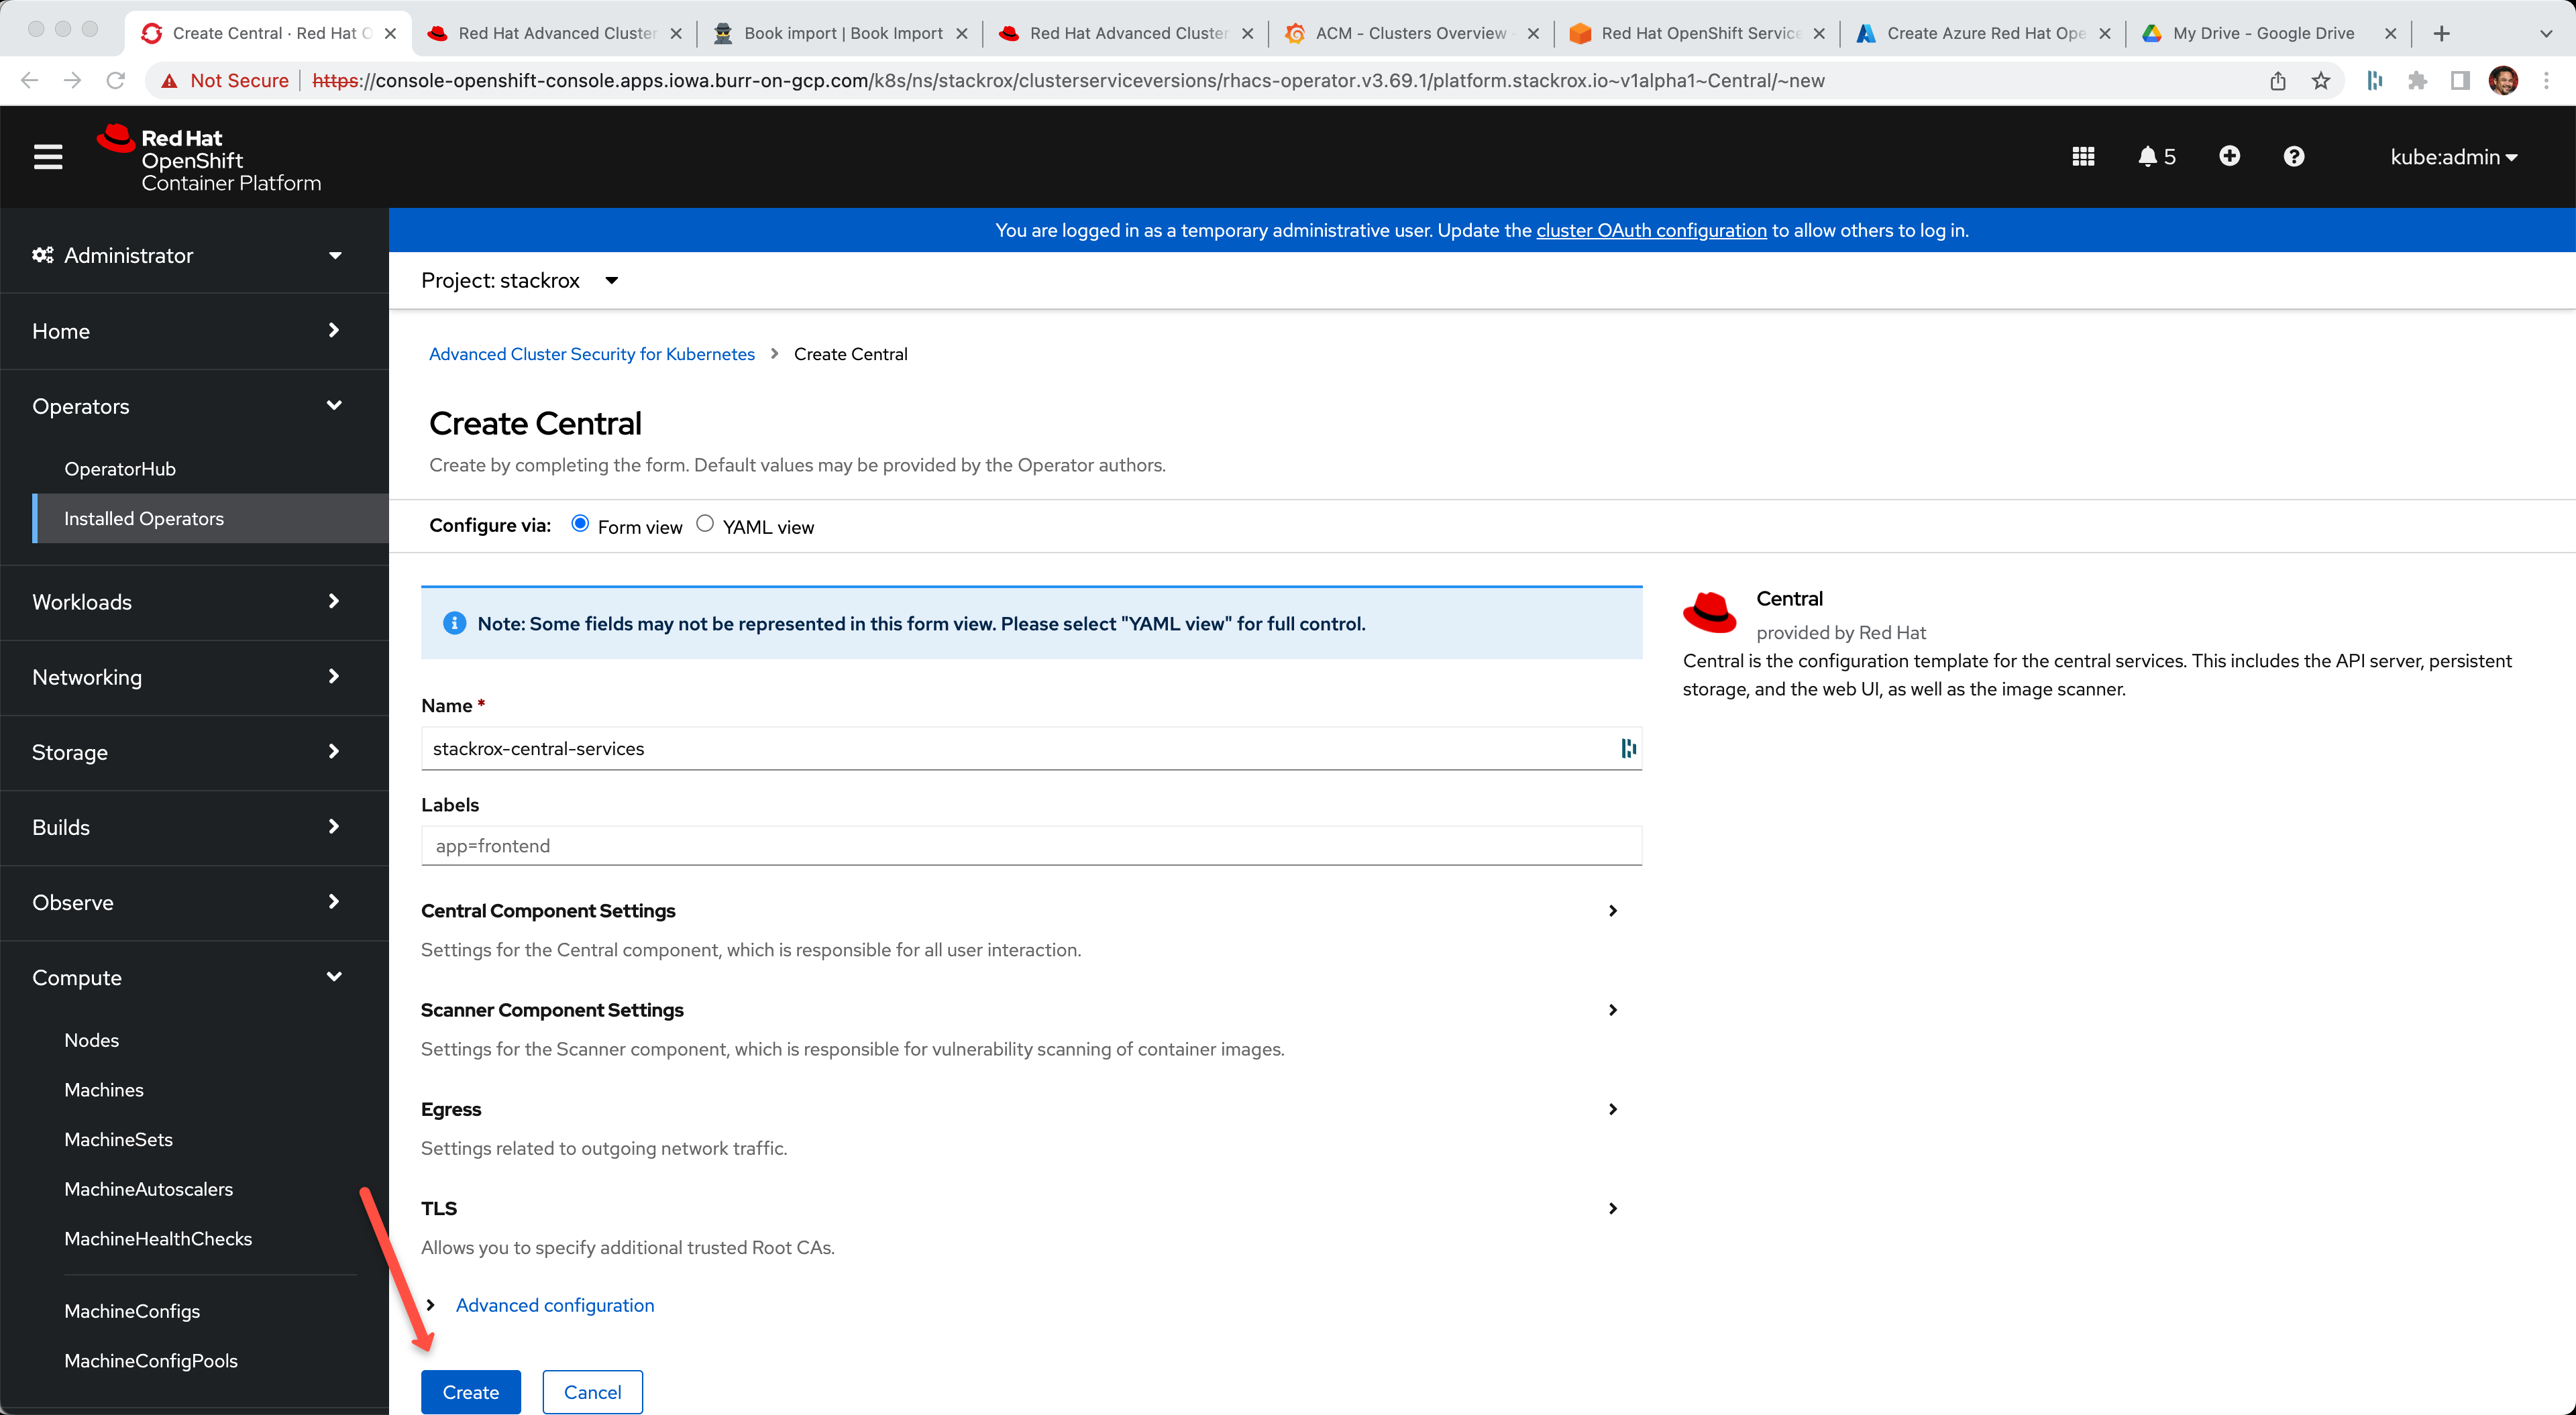 Create Central · Red Hat O
Red Hat Advanced Cluster
Book import | Book Import
Red Hat Advanced Cluster
ACM - Clusters Overview -
Red Hat OpenShift Service
Create Azure Red Hat Ope
My Drive - Google Drive
Not Secure
https://console-openshift-console.apps.iowa.burr-on-gcp.com/k8s/ns/stackrox/clusterserviceversions/rhacs-operator.v3.69.1/platform.stackrox.io~v1alpha1~Central/~new
Red Hat
OpenShift
Container Platform
5
kube:admin
You are logged in as a temporary administrative user. Update the cluster OAuth configuration to allow others to log in.
Administrator
Home
Operators
OperatorHub
Installed Operators
Workloads
Networking
Storage
Builds
Observe
Compute
Nodes
Machines
MachineSets
MachineAutoscalers
MachineHealthChecks
MachineConfigs
MachineConfigPools
Project: stackrox
Advanced Cluster Security for Kubernetes > Create Central
Create Central
Create by completing the form. Default values may be provided by the Operator authors.
Configure via: Form view YAML view
Note: Some fields may not be represented in this form view. Please select "YAML view" for full control.
Name *
stackrox-central-services
Labels
app=frontend
Central Component Settings
Settings for the Central component, which is responsible for all user interaction.
Scanner Component Settings
Settings for the Scanner component, which is responsible for vulnerability scanning of container images.
Egress
Settings related to outgoing network traffic.
TLS
Allows you to specify additional trusted Root CAs.
Advanced configuration
Create
Cancel
Central
provided by Red Hat
Central is the configuration template for the central services. This includes the API server, persistent
storage, and the web UI, as well as the image scanner.